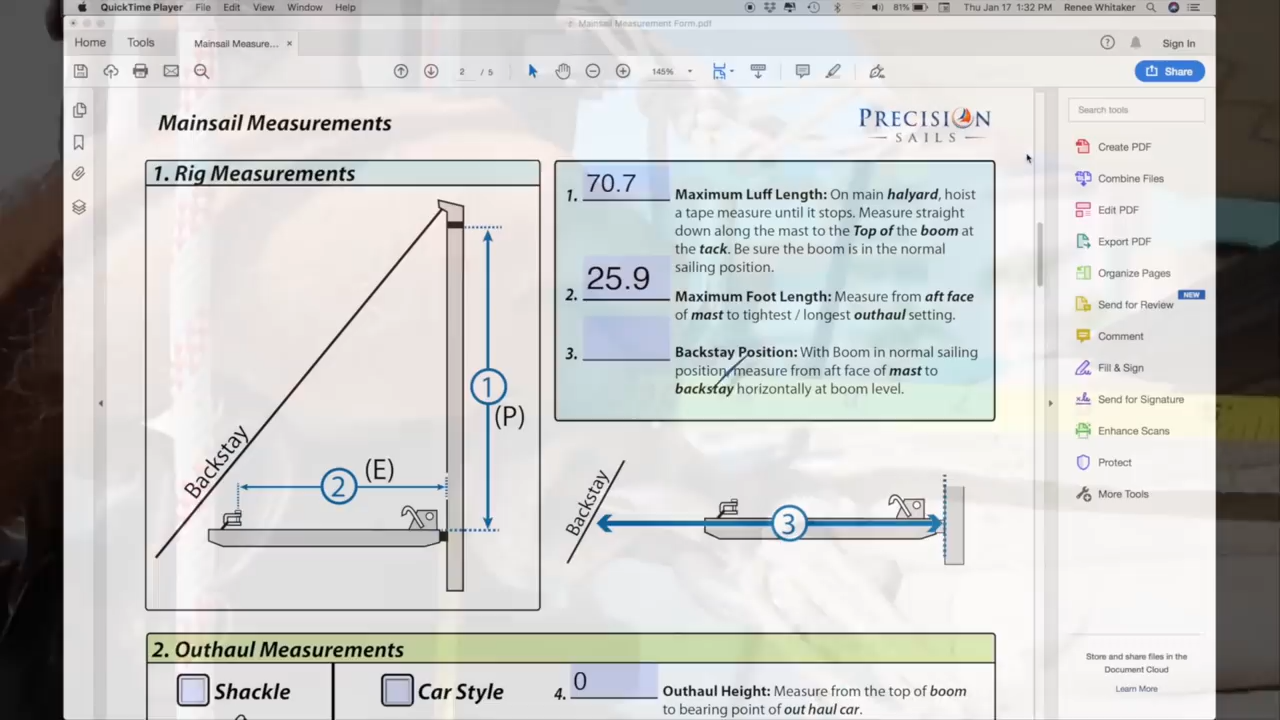 QuickTime Player File Edit View Window Help 81% Thu Jan 17 1:32 PM Renee Whitaker
Mainsail Measurement Form.pdf
Home Tools Mainsail Measure... × Sign In
2 / 5 145% Share
Mainsail Measurements
PRECISION
SAILS
Search tools
Create PDF
Combine Files
Edit PDF
Export PDF
Organize Pages
Send for Review
NEW
Comment
Fill & Sign
Send for Signature
Enhance Scans
Protect
More Tools
Store and share files in the
Document Cloud
Learn More
1. Rig Measurements
Backstay
1
(P)
2
(E)
1. 70.7 Maximum Luff Length: On main halyard, hoist
a tape measure until it stops. Measure straight
down along the mast to the Top of the boom at
the tack. Be sure the boom is in the normal
sailing position.
2. 25.9 Maximum Foot Length: Measure from aft face
of mast to tightest / longest outhaul setting.
3. Backstay Position: With Boom in normal sailing
position, measure from aft face of mast to
backstay horizontally at boom level.
Backstay
3
2. Outhaul Measurements
Shackle
Car Style
4. 0 Outhaul Height: Measure from the top of boom
to bearing point of out haul car.